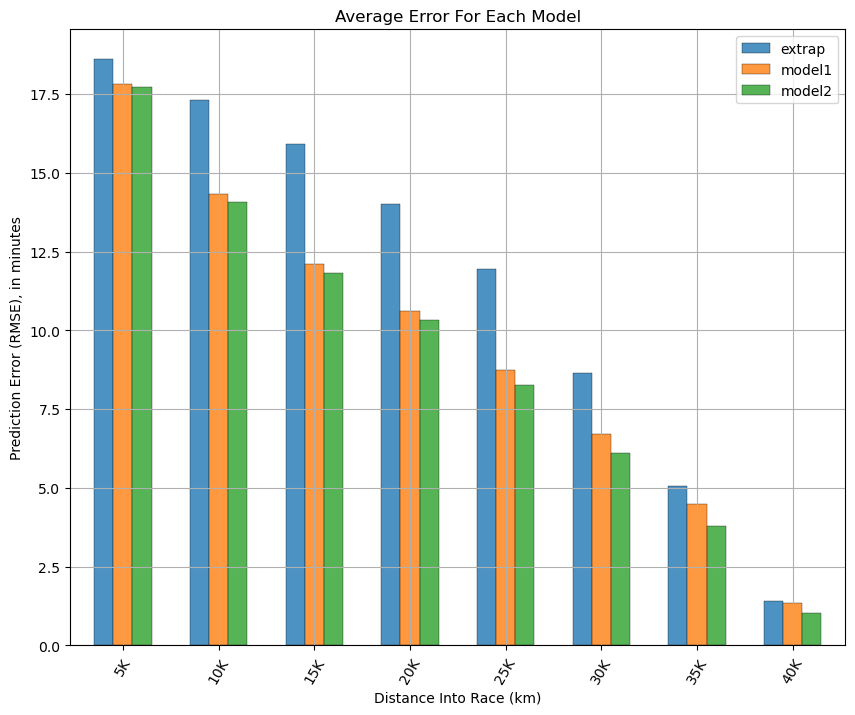 Average Error For Each Model
extrap
model1
model2
Prediction Error (RMSE), in minutes
17.5
15.0
12.5
10.0
7.5
5.0
2.5
0.0
5K 10K 15K 20K 25K 30K 35K 40K
Distance Into Race (km)